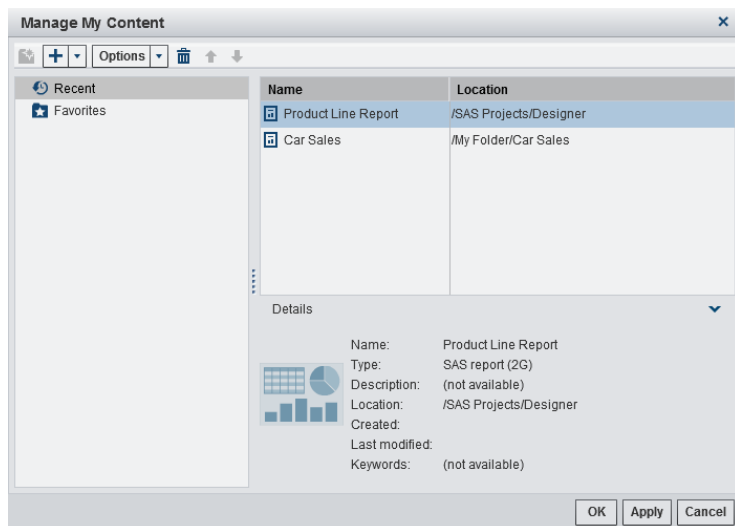 Manage My Content
Options
Recent
Favorites
Name Location
Product Line Report /SAS Projects/Designer
Car Sales /My Folder/Car Sales
Details
Name: Product Line Report
Type: SAS report (2G)
Description: (not available)
Location: /SAS Projects/Designer
Created:
Last modified:
Keywords: (not available)
OK Apply Cancel